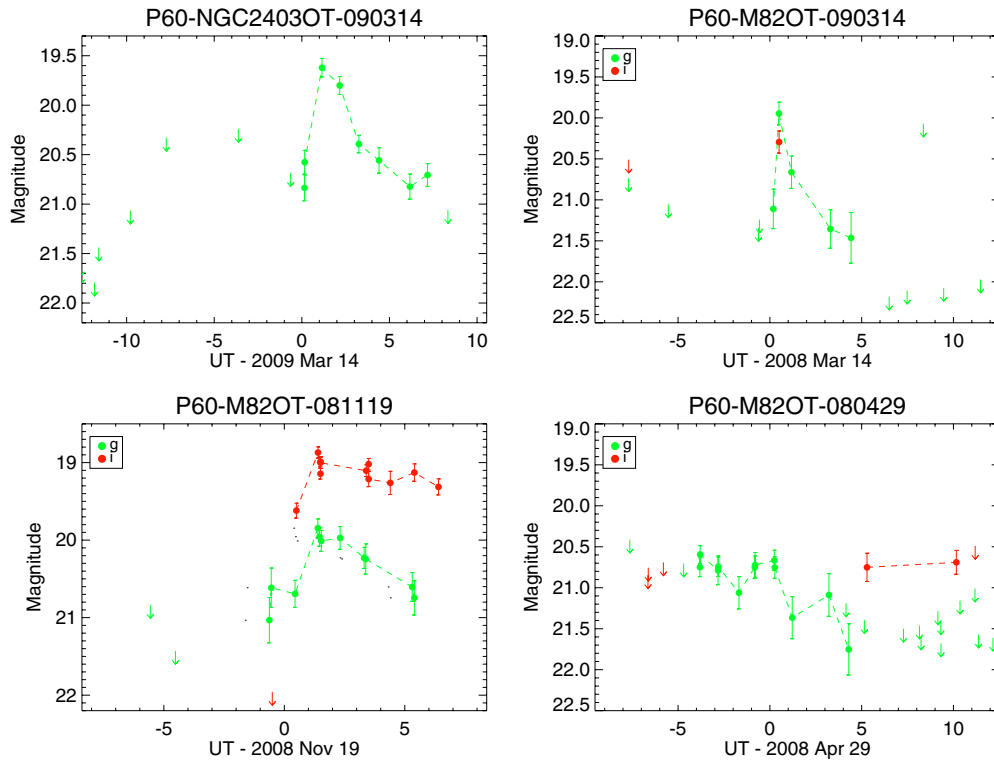 P60-NGC2403OT-090314
19.5
20.0
20.5
21.0
21.5
22.0
Magnitude
-10 -5 0 5 10
UT - 2009 Mar 14
P60-M82OT-090314
g
i
19.0
19.5
20.0
20.5
21.0
21.5
22.0
22.5
Magnitude
-5 0 5 10
UT - 2008 Mar 14
P60-M82OT-081119
g
i
19
20
21
22
Magnitude
-5 0 5
UT - 2008 Nov 19
P60-M82OT-080429
g
i
19.0
19.5
20.0
20.5
21.0
21.5
22.0
22.5
Magnitude
-5 0 5 10
UT - 2008 Apr 29